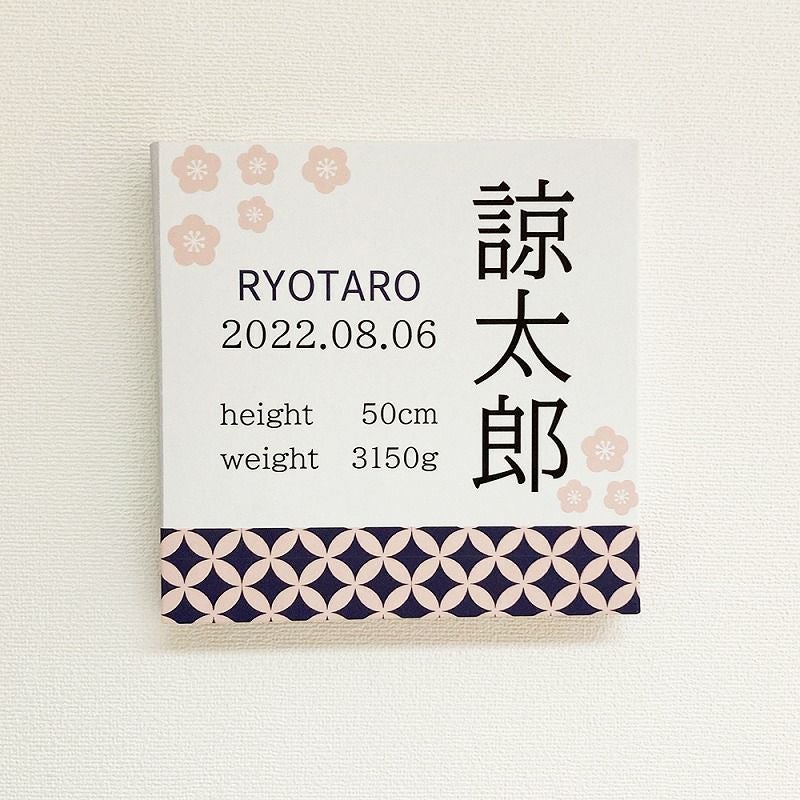 諒太郎
RYOTARO
2022.08.06
height 50cm
weight 3150g